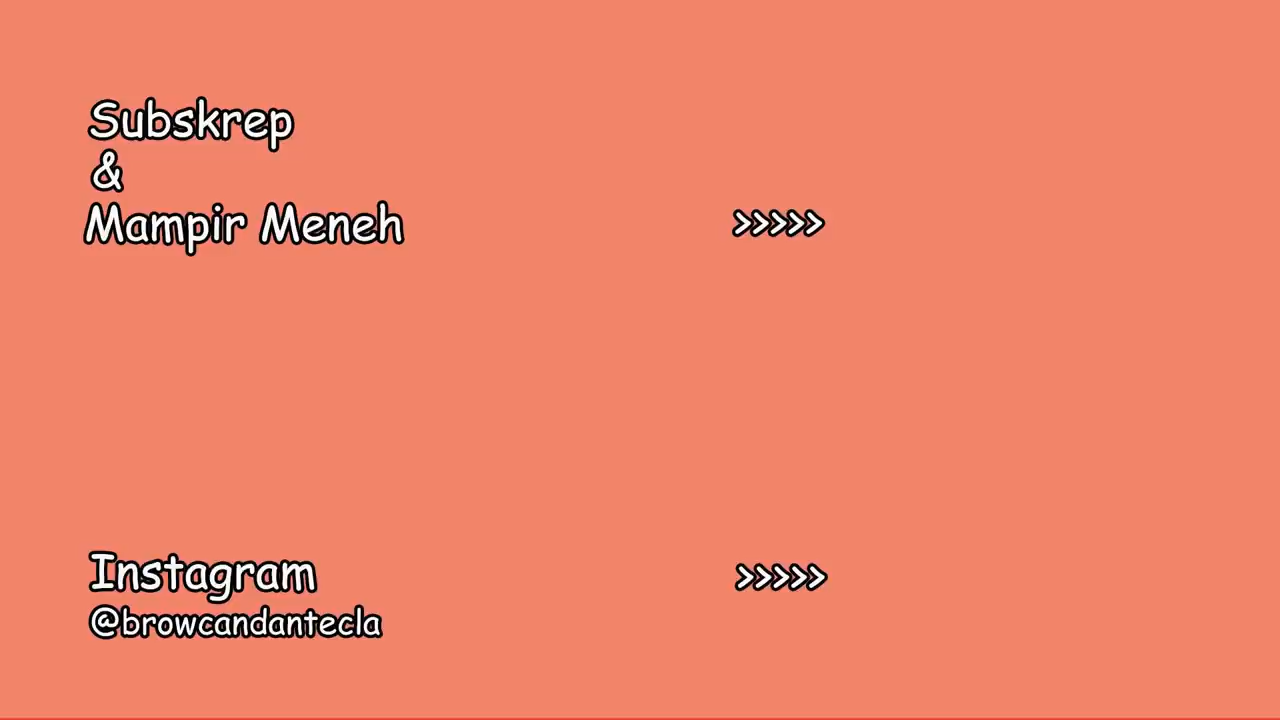 Subskrep
&
Mampir Meneh
>>>>>
Instagram
>>>>>
@browcandantecla